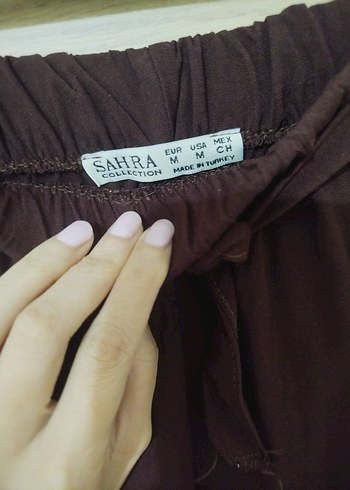 SAHRA
COLLECTION
EUR USA MEX
M M CH
MADE IN TURKEY